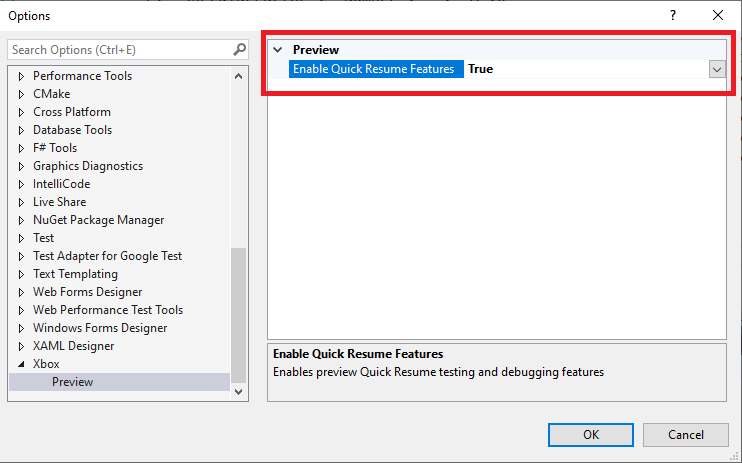 Options
?
Search Options (Ctrl+E)
Performance Tools
CMake
Cross Platform
Database Tools
F# Tools
Graphics Diagnostics
IntelliCode
Live Share
NuGet Package Manager
Test
Test Adapter for Google Test
Text Templating
Web Forms Designer
Web Performance Test Tools
Windows Forms Designer
XAML Designer
Xbox
Preview
Preview
Enable Quick Resume Features True
Enable Quick Resume Features
Enables preview Quick Resume testing and debugging features
OK Cancel